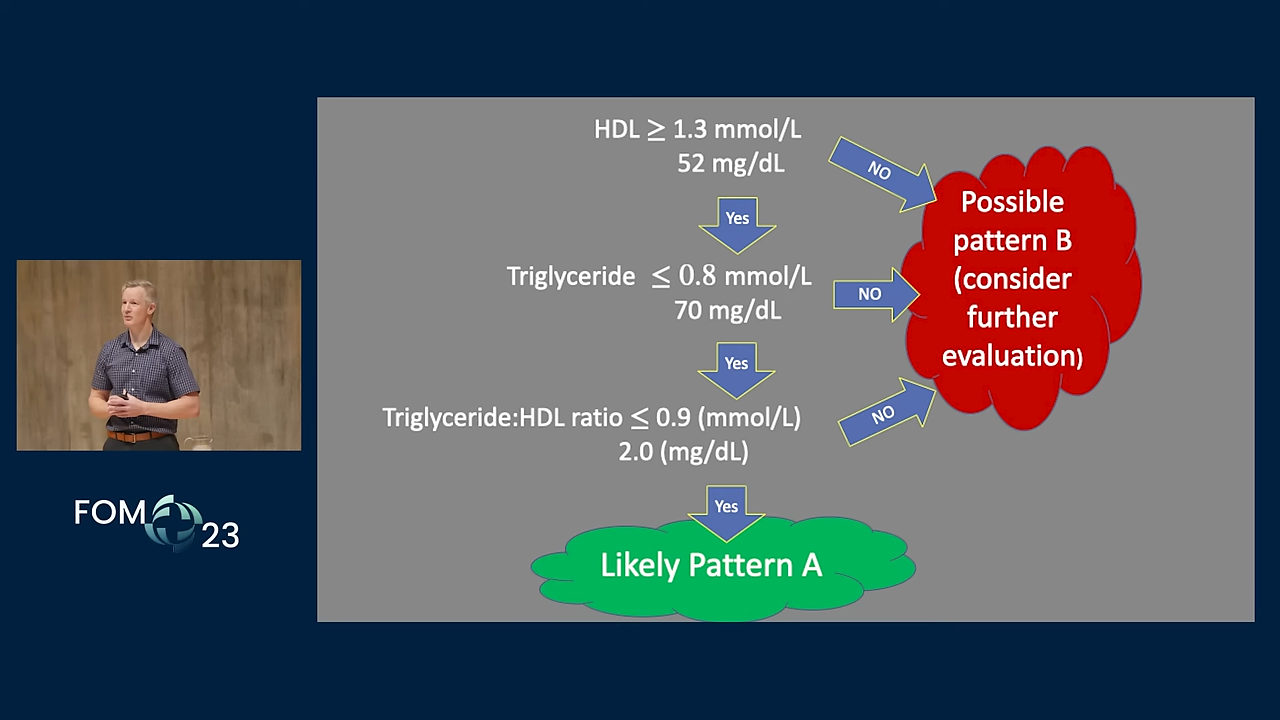 HDL ≥ 1.3 mmol/L
52 mg/dL
NO
Yes
Possible
pattern B
(consider
further
evaluation)
Triglyceride ≤ 0.8 mmol/L
70 mg/dL
NO
Yes
Triglyceride:HDL ratio ≤ 0.9 (mmol/L)
2.0 (mg/dL)
NO
Yes
Likely Pattern A
FOM 23